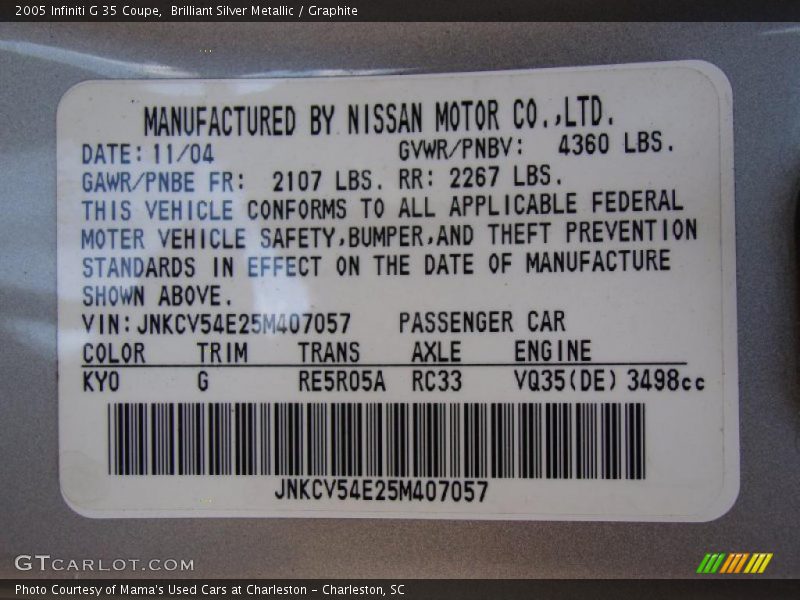 2005 Infiniti G 35 Coupe, Brilliant Silver Metallic / Graphite
MANUFACTURED BY NISSAN MOTOR CO.,LTD.
DATE: 11/04 GVWR/PNBV: 4360 LBS.
GAWR/PNBE FR: 2107 LBS. RR: 2267 LBS.
THIS VEHICLE CONFORMS TO ALL APPLICABLE FEDERAL
MOTER VEHICLE SAFETY,BUMPER,AND THEFT PREVENTION
STANDARDS IN EFFECT ON THE DATE OF MANUFACTURE
SHOWN ABOVE.
VIN: JNKCV54E25M407057 PASSENGER CAR
COLOR TRIM TRANS AXLE ENGINE
KY0 G RE5R05A RC33 VQ35(DE) 3498cc
JNKCV54E25M407057
GTCARLOT.COM
Photo Courtesy of Mama's Used Cars at Charleston - Charleston, SC